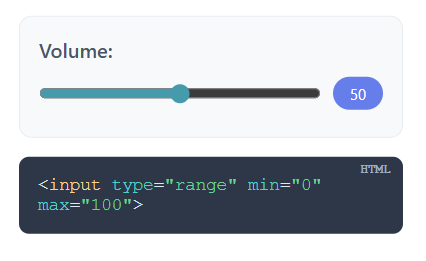 Volume:
50
HTML
<input type="range" min="0"
max="100">